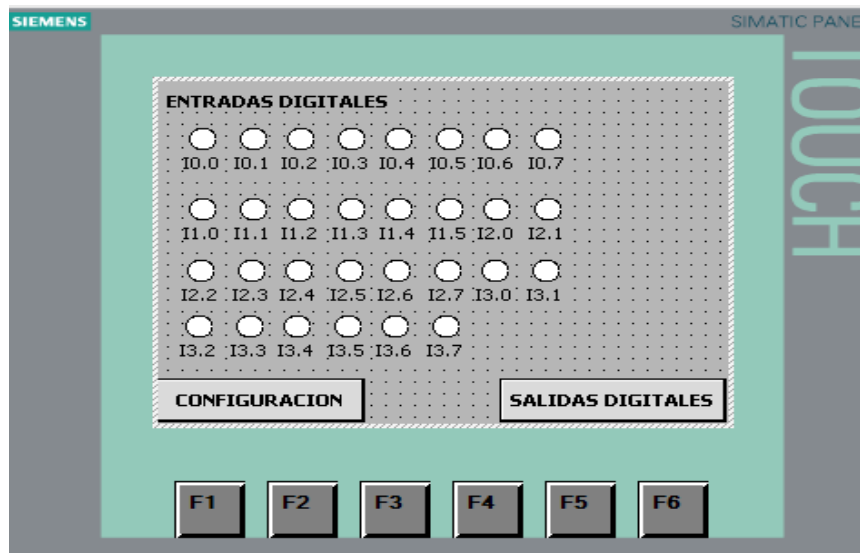 SIEMENS
SIMATIC PANE
TOUCH
ENTRADAS DIGITALES
I0.0 I0.1 I0.2 I0.3 I0.4 I0.5 I0.6 I0.7
I1.0 I1.1 I1.2 I1.3 I1.4 I1.5 I2.0 I2.1
I2.2 I2.3 I2.4 I2.5 I2.6 I2.7 I3.0 I3.1
I3.2 I3.3 I3.4 I3.5 I3.6 I3.7
CONFIGURACION
SALIDAS DIGITALES
F1 F2 F3 F4 F5 F6